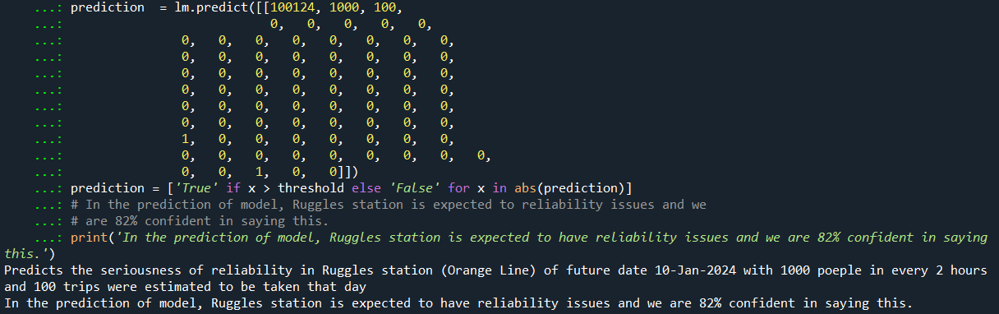 ...: prediction  = lm.predict([[100124, 1000, 100,
...:                         0,   0,   0,   0,   0,
...:              0,   0,   0,   0,   0,   0,   0,   0,
...:              0,   0,   0,   0,   0,   0,   0,   0,
...:              0,   0,   0,   0,   0,   0,   0,   0,
...:              0,   0,   0,   0,   0,   0,   0,   0,
...:              0,   0,   0,   0,   0,   0,   0,   0,
...:              0,   0,   0,   0,   0,   0,   0,   0,
...:              1,   0,   0,   0,   0,   0,   0,   0,
...:              0,   0,   0,   0,   0,   0,   0,   0,   0,
...:              0,   0,   1,   0,   0]])
...: prediction = ['True' if x > threshold else 'False' for x in abs(prediction)]
...: # In the prediction of model, Ruggles station is expected to reliability issues and we
...: # are 82% confident in saying this.
...: print('In the prediction of model, Ruggles station is expected to have reliability issues and we are 82% confident in saying
this.')
Predicts the seriousness of reliability in Ruggles station (Orange Line) of future date 10-Jan-2024 with 1000 poeple in every 2 hours
and 100 trips were estimated to be taken that day
In the prediction of model, Ruggles station is expected to have reliability issues and we are 82% confident in saying this.